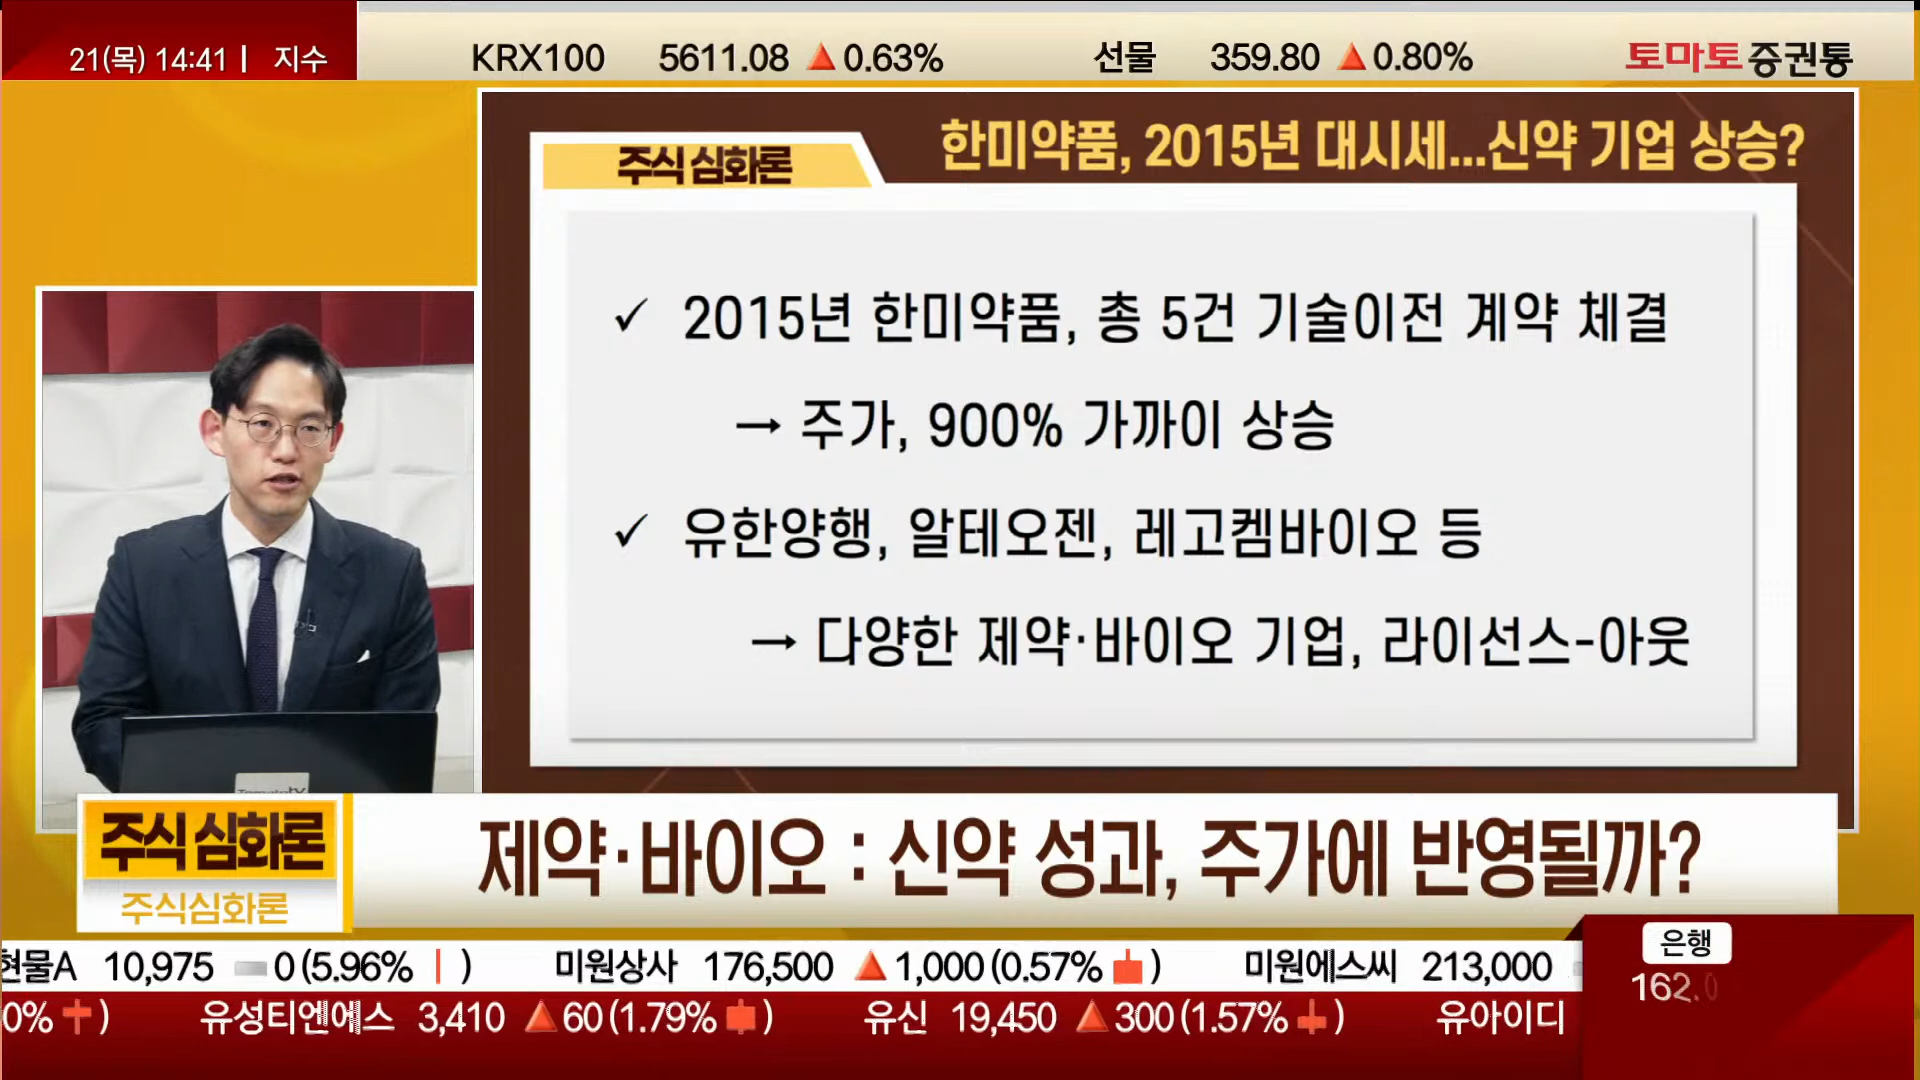 21(목) 14:41 | 지수
KRX100 5611.08 ▲ 0.63% 선물 359.80 ▲ 0.80%
토마토증권통
주식 심화론
한미약품, 2015년 대시세...신약 기업 상승?
✓ 2015년 한미약품, 총 5건 기술이전 계약 체결
→ 주가, 900% 가까이 상승
✓ 유한양행, 알테오젠, 레고켐바이오 등
→ 다양한 제약·바이오 기업, 라이선스-아웃
주식 심화론
주식심화론
제약·바이오 : 신약 성과, 주가에 반영될까?
현물A 10,975 0 (5.96% ) 미원상사 176,500 ▲ 1,000 (0.57% ) 미원에스씨 213,000
0% ) 유성티엔에스 3,410 ▲ 60 (1.79% ) 유신 19,450 ▲ 300 (1.57% ) 유아이디
은행
162.0